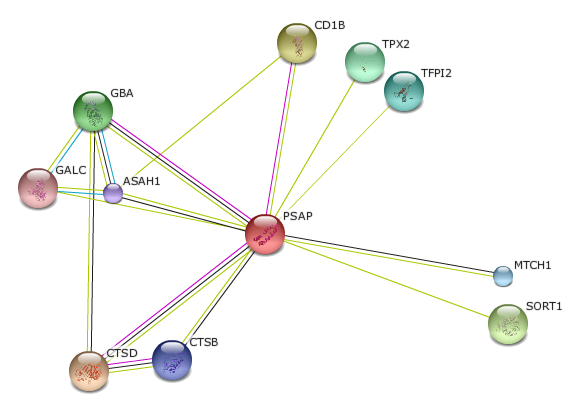 CD1B
TPX2
TFPI2
GBA
GALC
ASAH1
PSAP
MTCH1
SORT1
CTSB
CTSD